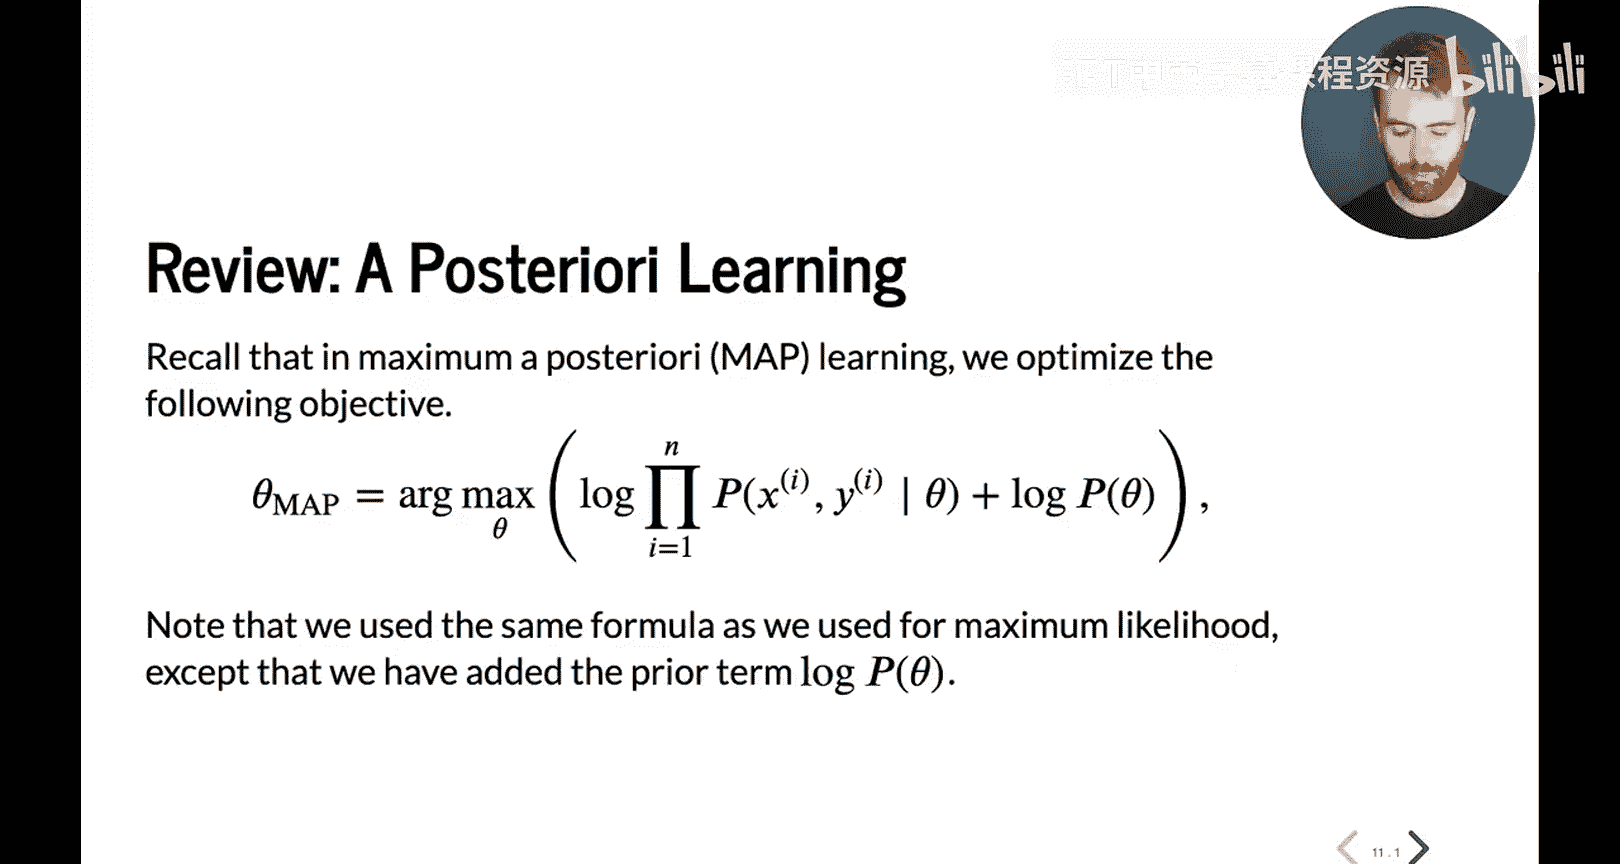 课程资源 bilibili
Review: A Posteriori Learning
Recall that in maximum a posteriori (MAP) learning, we optimize the
following objective.
θ_MAP = arg max_θ ( log ∏_{i=1}^{n} P(x^{(i)}, y^{(i)} | θ) + log P(θ) ) ,
Note that we used the same formula as we used for maximum likelihood,
except that we have added the prior term log P(θ).
11.1